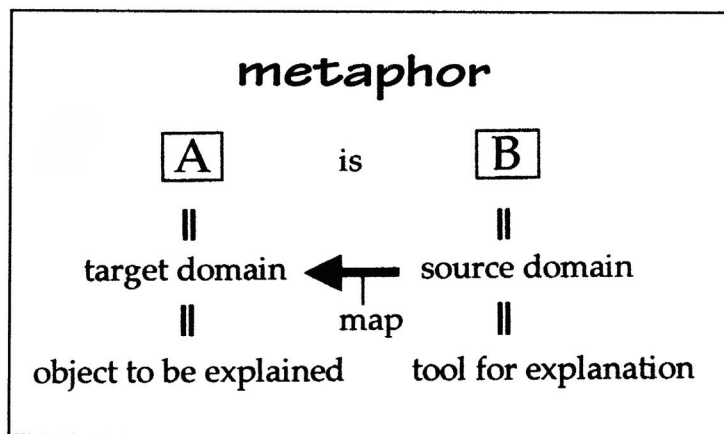 metaphor
A is B
||  ||
target domain source domain
map
||  ||
object to be explained tool for explanation